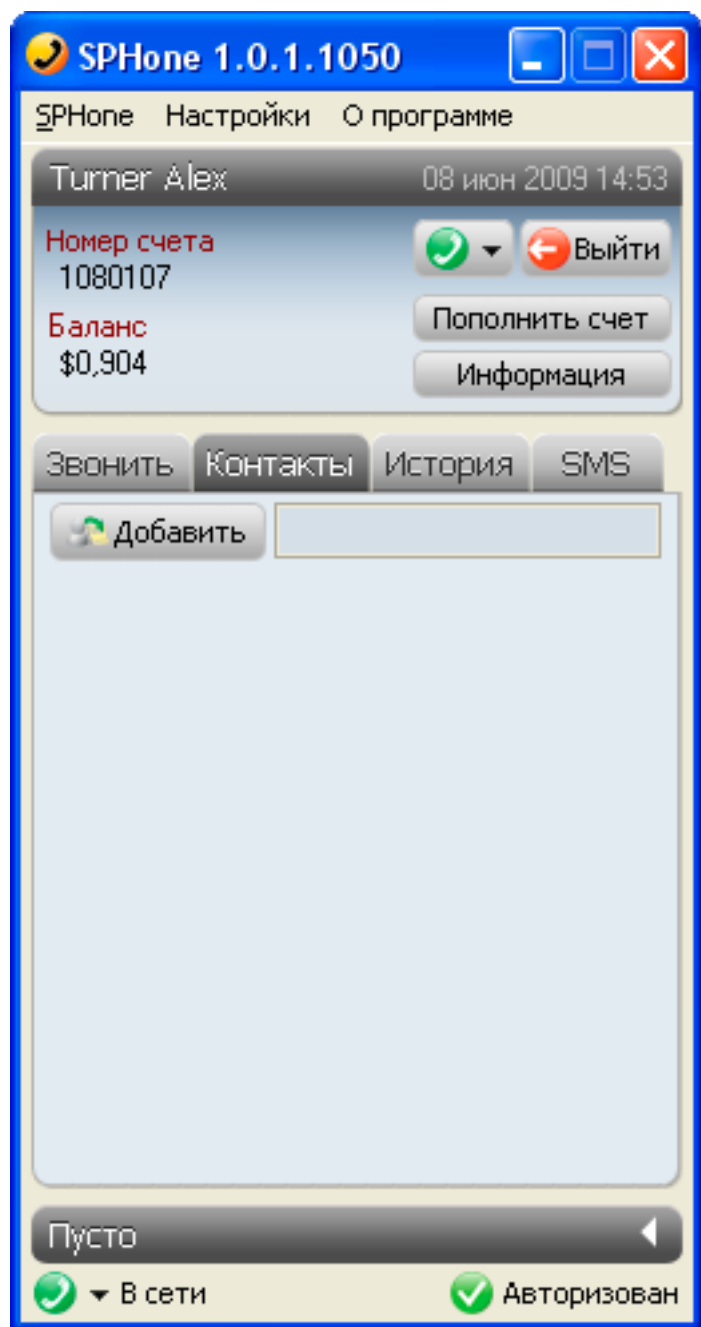 SPHone 1.0.1.1050
SPHone Настройки О программе
Turner Alex 08 июн 2009 14:53
Номер счета
1080107
Выйти
Баланс
$0,904
Пополнить счет
Информация
Звонить Контакты История SMS
Добавить
Пусто
В сети Авторизован